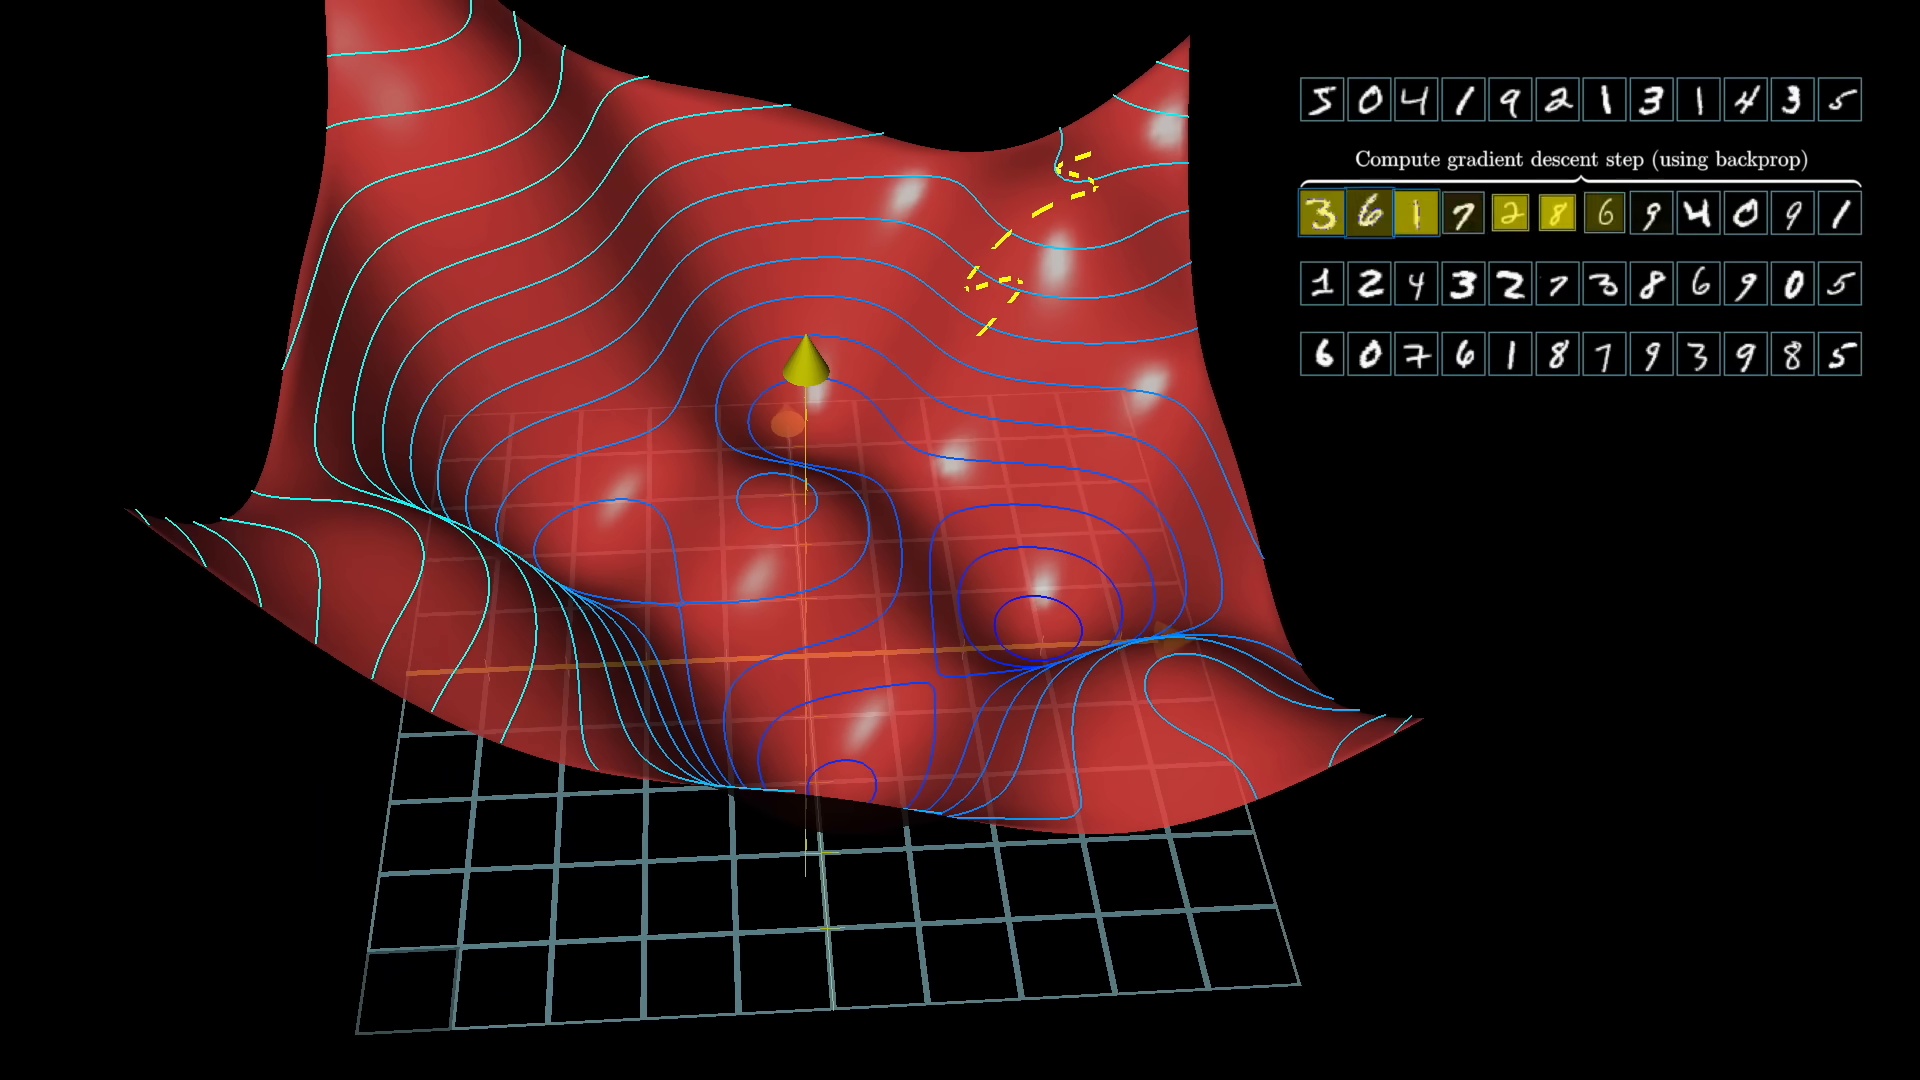 5 0 4 1 9 2 1 3 1 4 3 5
Compute gradient descent step (using backprop)
3 6 1 7 2 8 6 9 4 0 9 1
1 2 4 3 2 7 3 8 6 9 0 5
6 0 7 6 1 8 7 9 3 9 8 5